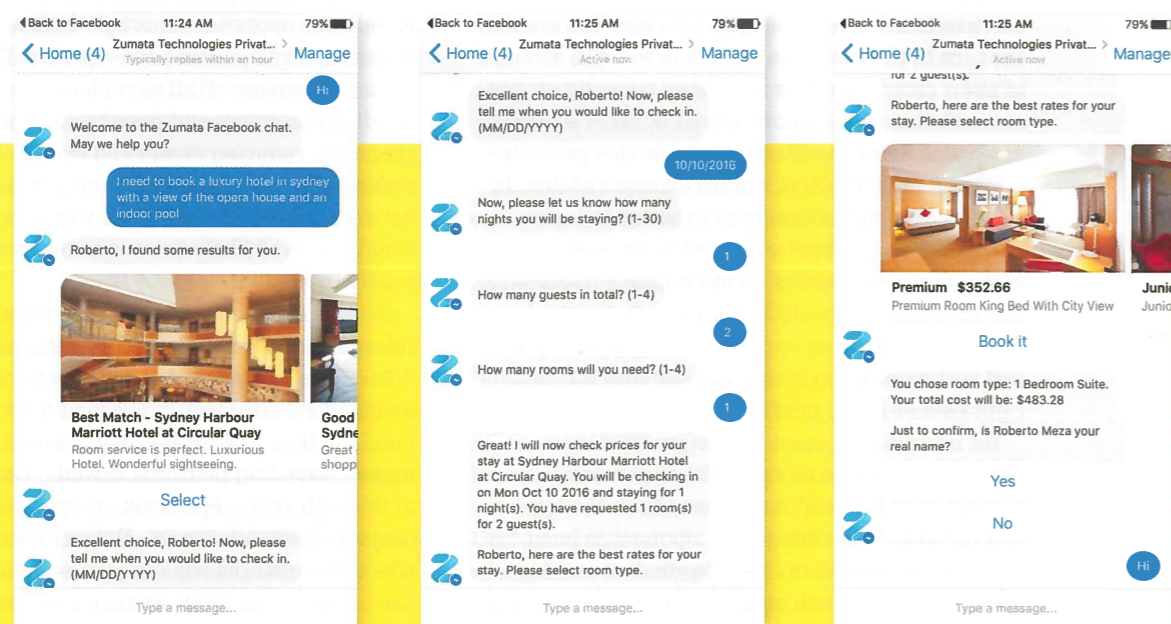 Back to Facebook 11:24 AM 79%
Home (4) Zumata Technologies Privat... > Manage
Typically replies within an hour
Hi
Welcome to the Zumata Facebook chat.
May we help you?
I need to book a luxury hotel in sydney
with a view of the opera house and an
indoor pool
Roberto, I found some results for you.
Best Match - Sydney Harbour
Marriott Hotel at Circular Quay
Room service is perfect. Luxurious
Hotel. Wonderful sightseeing.
Good
Sydne
Great
shopp
Select
Excellent choice, Roberto! Now, please
tell me when you would like to check in.
(MM/DD/YYYY)
Type a message...
Back to Facebook 11:25 AM 79%
Home (4) Zumata Technologies Privat... > Manage
Active now
Excellent choice, Roberto! Now, please
tell me when you would like to check in.
(MM/DD/YYYY)
10/10/2016
Now, please let us know how many
nights you will be staying? (1-30)
1
How many guests in total? (1-4)
2
How many rooms will you need? (1-4)
1
Great! I will now check prices for your
stay at Sydney Harbour Marriott Hotel
at Circular Quay. You will be checking in
on Mon Oct 10 2016 and staying for 1
night(s). You have requested 1 room(s)
for 2 guest(s).
Roberto, here are the best rates for your
stay. Please select room type.
Type a message...
Back to Facebook 11:25 AM 79%
Home (4) Zumata Technologies Privat... > Manage
Active now
for 2 guest(s).
Roberto, here are the best rates for your
stay. Please select room type.
Premium $352.66
Premium Room King Bed With City View
Junio
Junio
Book it
You chose room type: 1 Bedroom Suite.
Your total cost will be: $483.28
Just to confirm, is Roberto Meza your
real name?
Yes
No
Hi
Type a message...